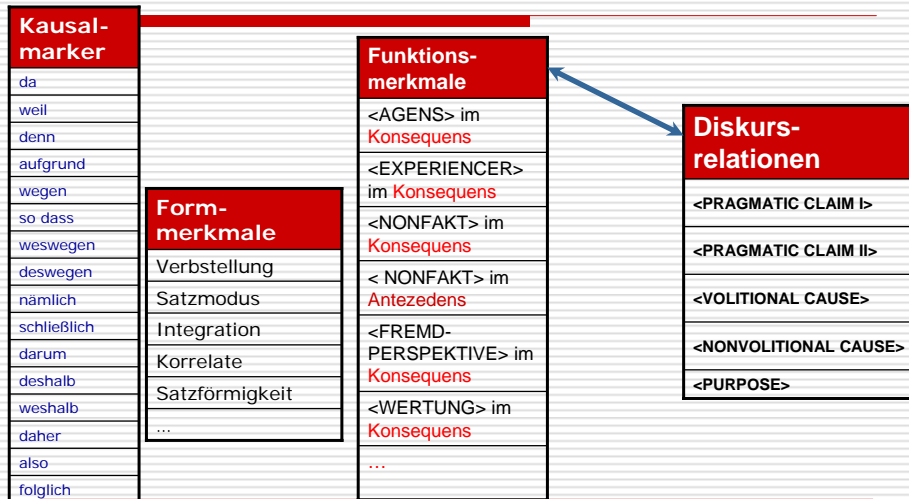 Kausal-
marker
da
weil
denn
aufgrund
wegen
so dass
weswegen
deswegen
nämlich
schließlich
darum
deshalb
weshalb
daher
also
folglich
Form-
merkmale
Verbstellung
Satzmodus
Integration
Korrelate
Satzförmigkeit
...
Funktions-
merkmale
<AGENS> im
Konsequens
<EXPERIENCER>
im Konsequens
<NONFAKT> im
Konsequens
< NONFAKT> im
Antezedens
<FREMD-
PERSPEKTIVE> im
Konsequens
<WERTUNG> im
Konsequens
...
Diskurs-
relationen
<PRAGMATIC CLAIM I>
<PRAGMATIC CLAIM II>
<VOLITIONAL CAUSE>
<NONVOLITIONAL CAUSE>
<PURPOSE>